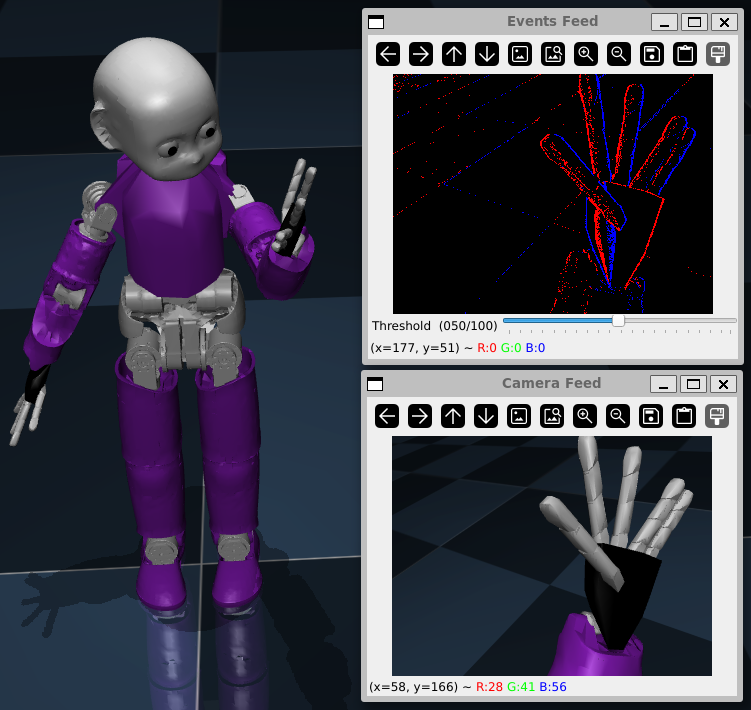 Events Feed
Threshold (050/100)
(x=177, y=51) ~ R:0 G:0 B:0
Camera Feed
(x=58, y=166) ~ R:28 G:41 B:56